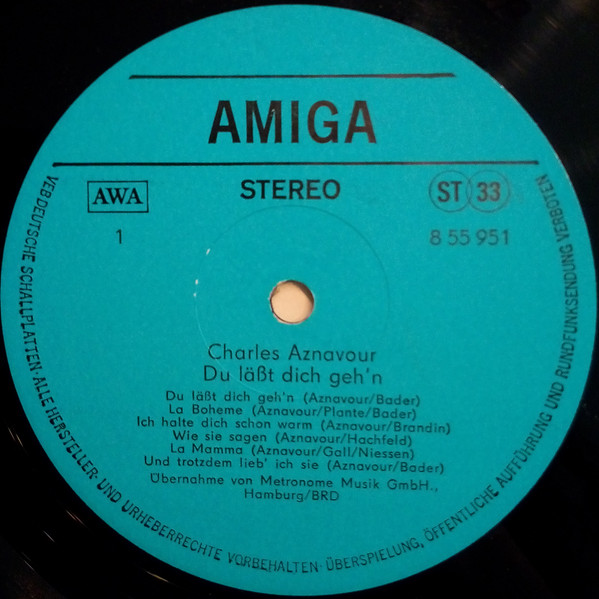 AMIGA
AWA
STEREO
ST 33
1
8 55 951
Charles Aznavour
Du läßt dich geh'n
Du läßt dich geh'n (Aznavour/Bader)
La Boheme (Aznavour/Plante/Bader)
Ich halte dich schon warm (Aznavour/Brandin)
Wie sie sagen (Aznavour/Hachfeld)
La Mamma (Aznavour/Gall/Niessen)
Und trotzdem lieb' ich sie (Aznavour/Bader)
Übernahme von Metronome Musik GmbH.,
Hamburg/BRD
VEB DEUTSCHE SCHALLPLATTEN·ALLE HERSTELLER- UND URHEBERRECHTE VORBEHALTEN·ÜBERSPIELUNG, ÖFFENTLICHE AUFFÜHRUNG UND RUNDFUNKSENDUNG VERBOTEN